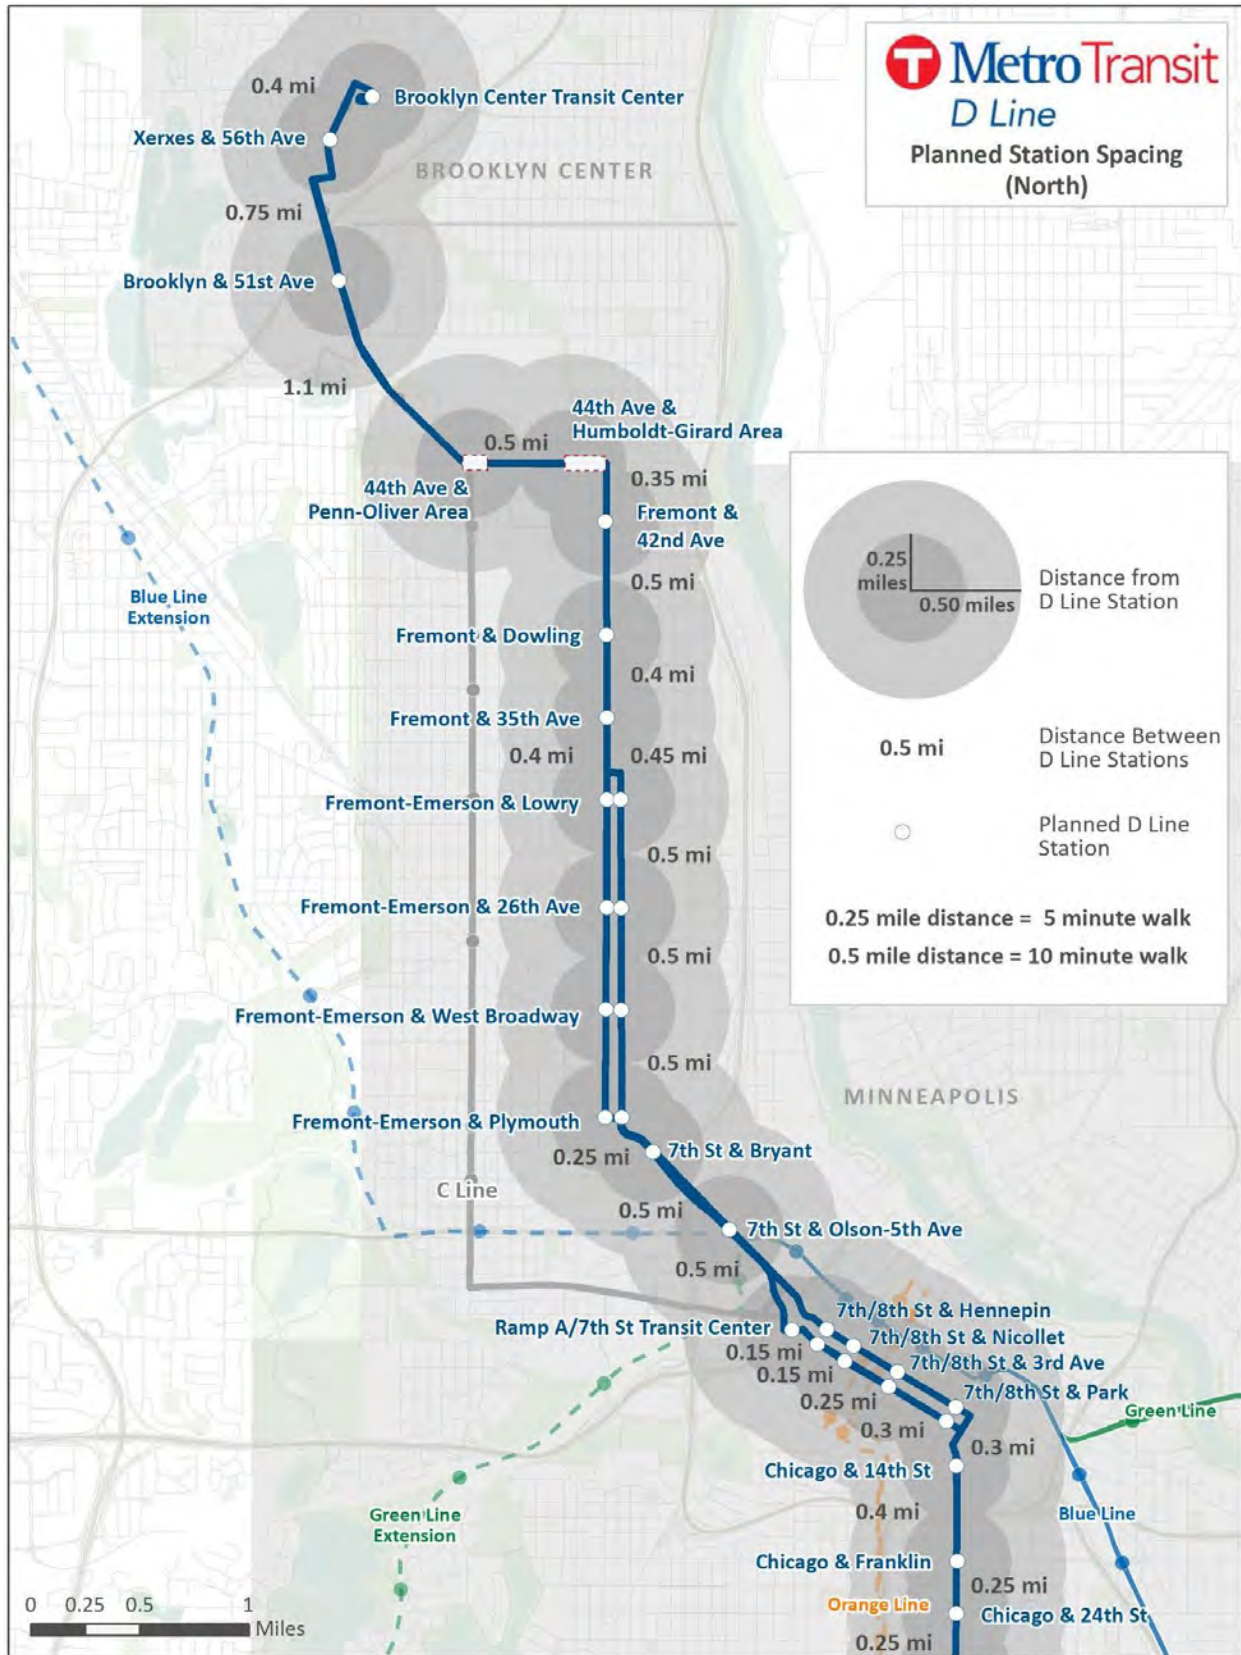 MetroTransit
D Line
Planned Station Spacing
(North)
0.4 mi
Brooklyn Center Transit Center
Xerxes & 56th Ave
BROOKLYN CENTER
0.75 mi
Brooklyn & 51st Ave
1.1 mi
44th Ave &
Humboldt-Girard Area
0.5 mi
0.35 mi
44th Ave &
Penn-Oliver Area
Fremont &
42nd Ave
0.25
miles
0.50 miles
Distance from
D Line Station
0.5 mi
Blue Line
Extension
Fremont & Dowling
0.4 mi
Fremont & 35th Ave
0.4 mi
0.45 mi
0.5 mi
Distance Between
D Line Stations
Fremont-Emerson & Lowry
Planned D Line
Station
0.5 mi
Fremont-Emerson & 26th Ave
0.25 mile distance = 5 minute walk
0.5 mile distance = 10 minute walk
0.5 mi
Fremont-Emerson & West Broadway
0.5 mi
MINNEAPOLIS
Fremont-Emerson & Plymouth
7th St & Bryant
0.25 mi
C Line
0.5 mi
7th St & Olson-5th Ave
0.5 mi
7th/8th St & Hennepin
Ramp A/7th St Transit Center
7th/8th St & Nicollet
0.15 mi
7th/8th St & 3rd Ave
0.15 mi
7th/8th St & Park
0.25 mi
Green Line
0.3 mi
0.3 mi
Chicago & 14th St
0.4 mi
Green Line
Extension
Blue Line
Chicago & Franklin
0.25 mi
Orange Line
Chicago & 24th St
0.25 mi
0 0.25 0.5 1
Miles